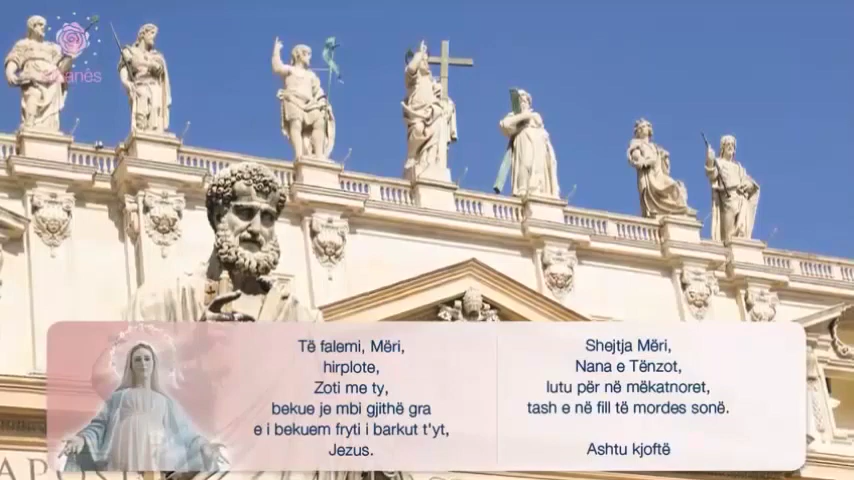 Të falemi, Mëri,
hirplote,
Zoti me ty,
bekue je mbi gjithë gra
e i bekuem fryti i barkut t'yt,
Jezus.
Shejtja Mëri,
Nana e Tënzot,
lutu për në mëkatnoret,
tash e në fill të mordes sonë.
Ashtu kjoftë
APOS